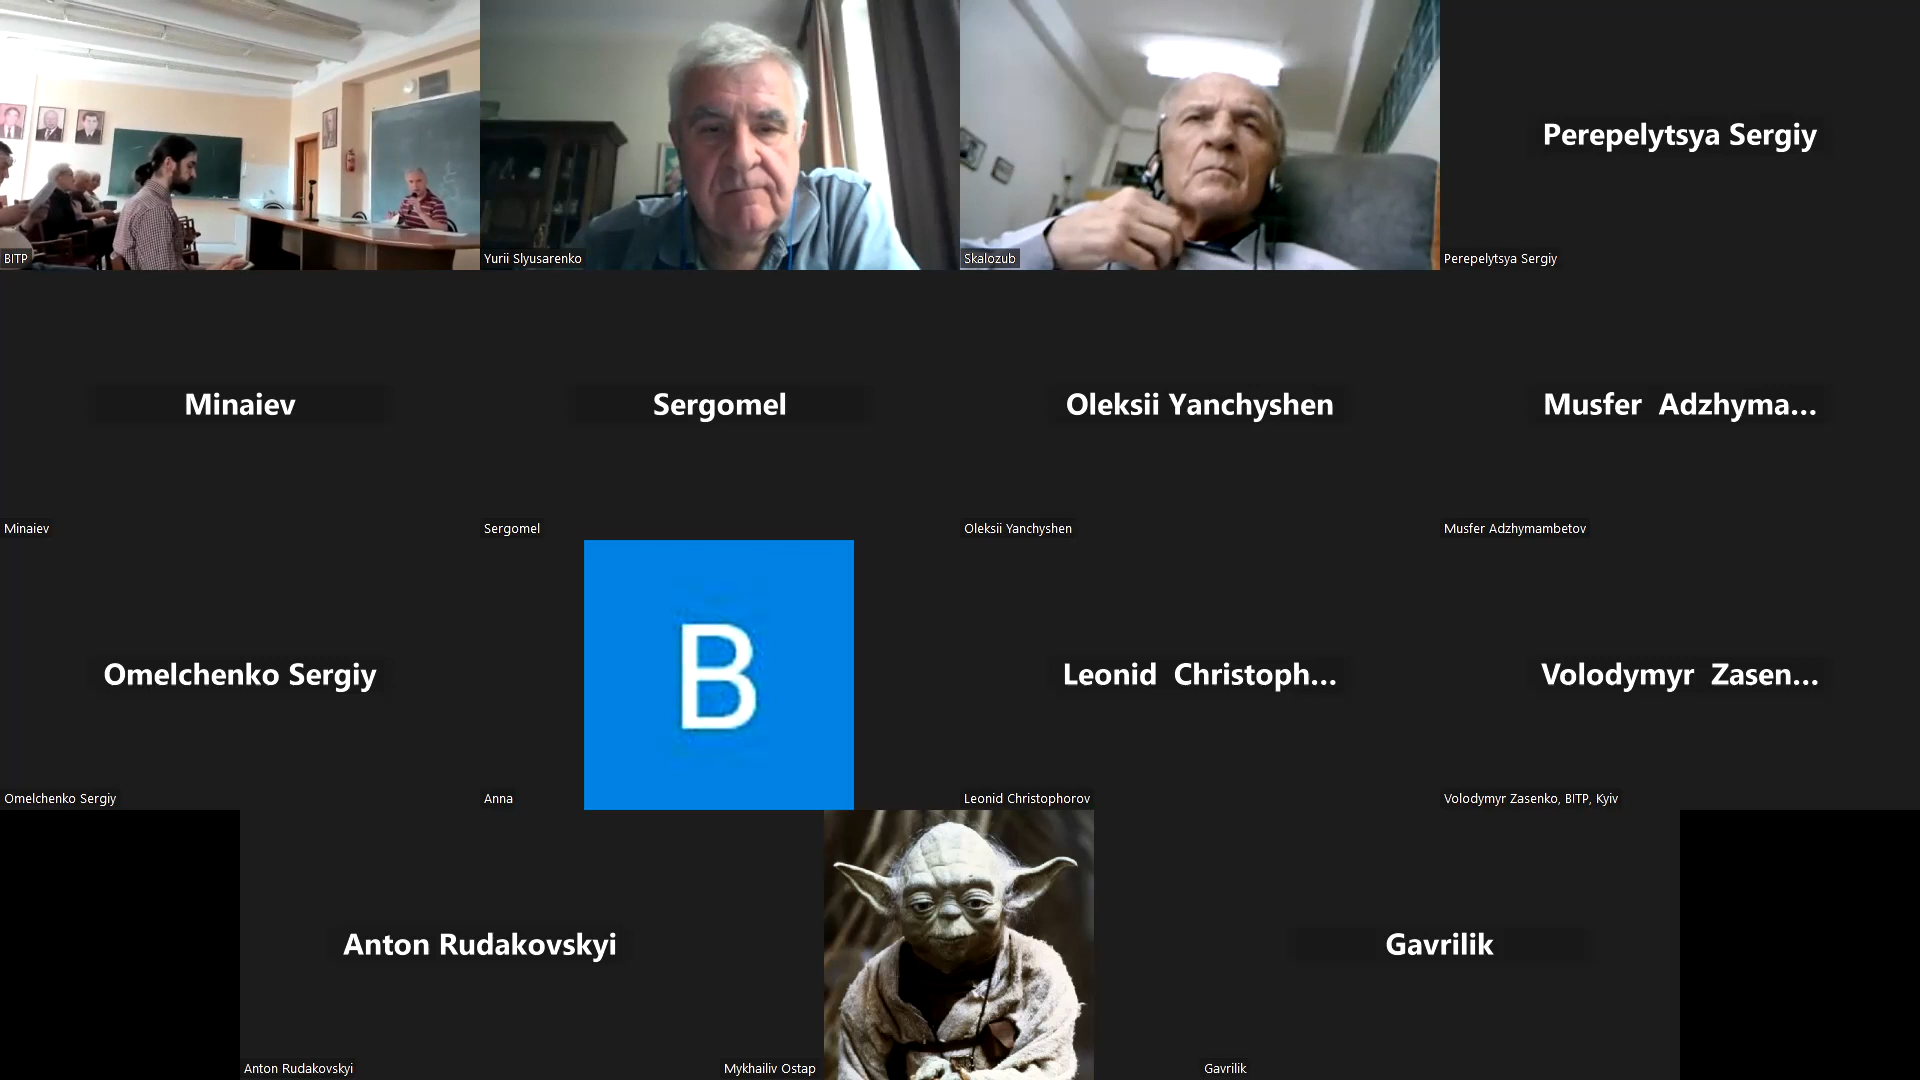 BITP
Yurii Slyusarenko
Skalozub
Perepelytsya Sergiy
Perepelytsya Sergiy
Minaiev
Sergomel
Oleksii Yanchyshen
Musfer Adzhyma...
Minaiev
Sergomel
Oleksii Yanchyshen
Musfer Adzhymambetov
Omelchenko Sergiy
B
Leonid Christoph...
Volodymyr Zasen...
Omelchenko Sergiy
Anna
Leonid Christophorov
Volodymyr Zasenko, BITP, Kyiv
Anton Rudakovskyi
Gavrilik
Anton Rudakovskyi
Mykhailiv Ostap
Gavrilik